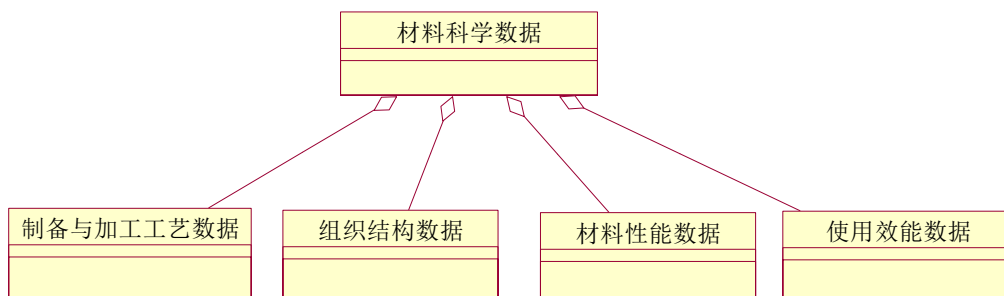 材料科学数据
制备与加工工艺数据
组织结构数据
材料性能数据
使用效能数据